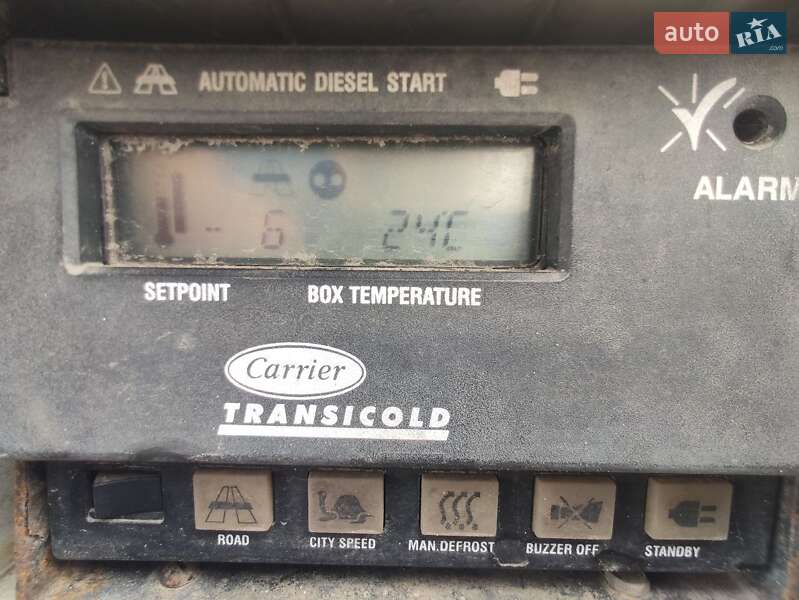 auto RIA
.com
AUTOMATIC DIESEL START
ALARM
- 6 24C
SETPOINT BOX TEMPERATURE
Carrier
TRANSICOLD
ROAD CITY SPEED MAN.DEFROST BUZZER OFF STANDBY